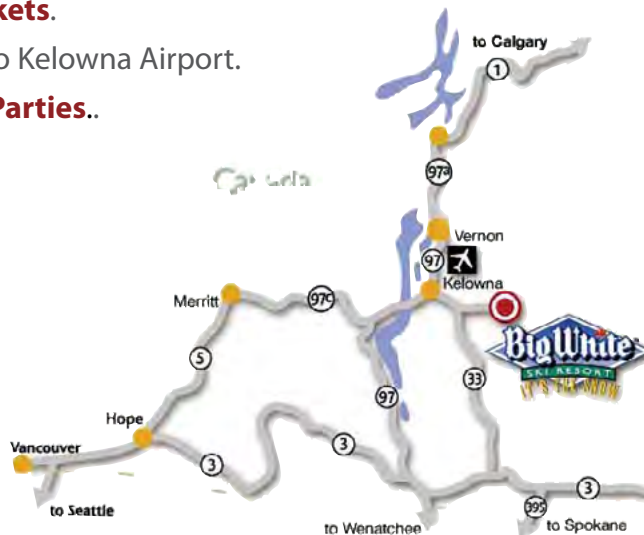 kets.
o Kelowna Airport.
Parties..
to Calgary
1
97a
Vernon
97
Kelowna
Merritt
97c
Big White
SKI RESORT
IT'S THE SNOW
5
33
97
Hope
3
3
Vancouver
3
to Seattle
395
to Wenatchee
to Spokane